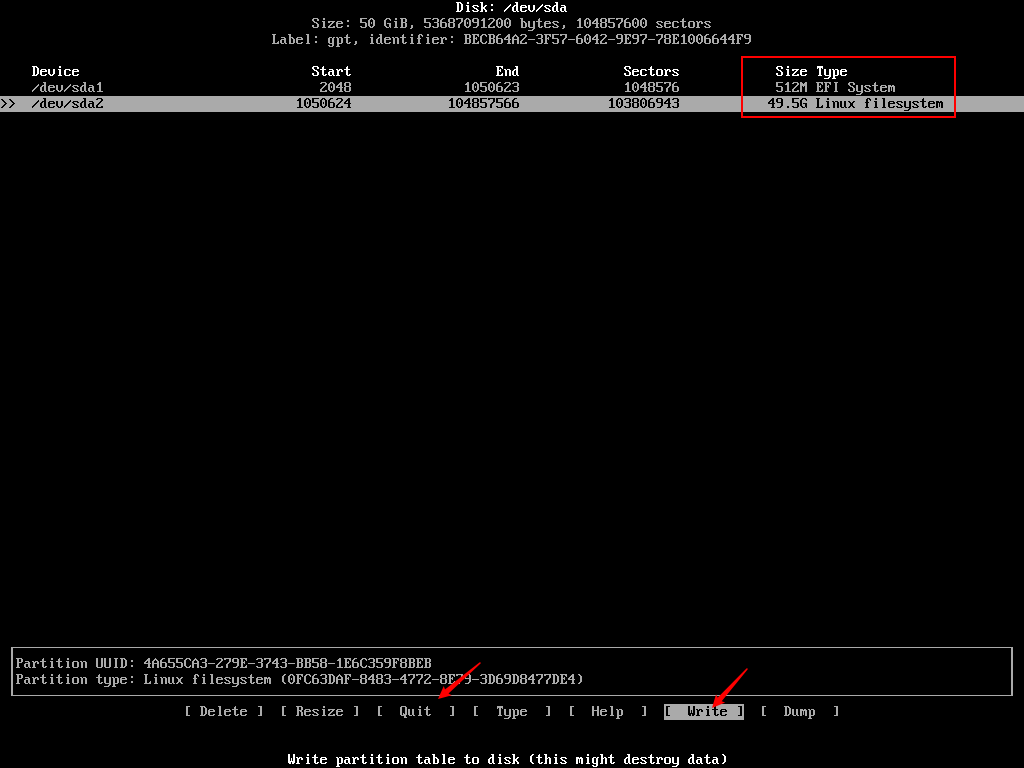 Disk: /dev/sda
Size: 50 GiB, 53687091200 bytes, 104857600 sectors
Label: gpt, identifier: BECB64A2-3F57-6042-9E97-78E1006644F9
Device Start End Sectors Size Type
/dev/sda1 2048 1050623 1048576 512M EFI System
>> /dev/sda2 1050624 104857566 103806943 49.5G Linux filesystem
Partition UUID: 4A655CA3-279E-3743-BB58-1E6C359F8BEB
Partition type: Linux filesystem (0FC63DAF-8483-4772-8E79-3D69D8477DE4)
[ Delete ] [ Resize ] [ Quit ] [ Type ] [ Help ] [ Write ] [ Dump ]
Write partition table to disk (this might destroy data)